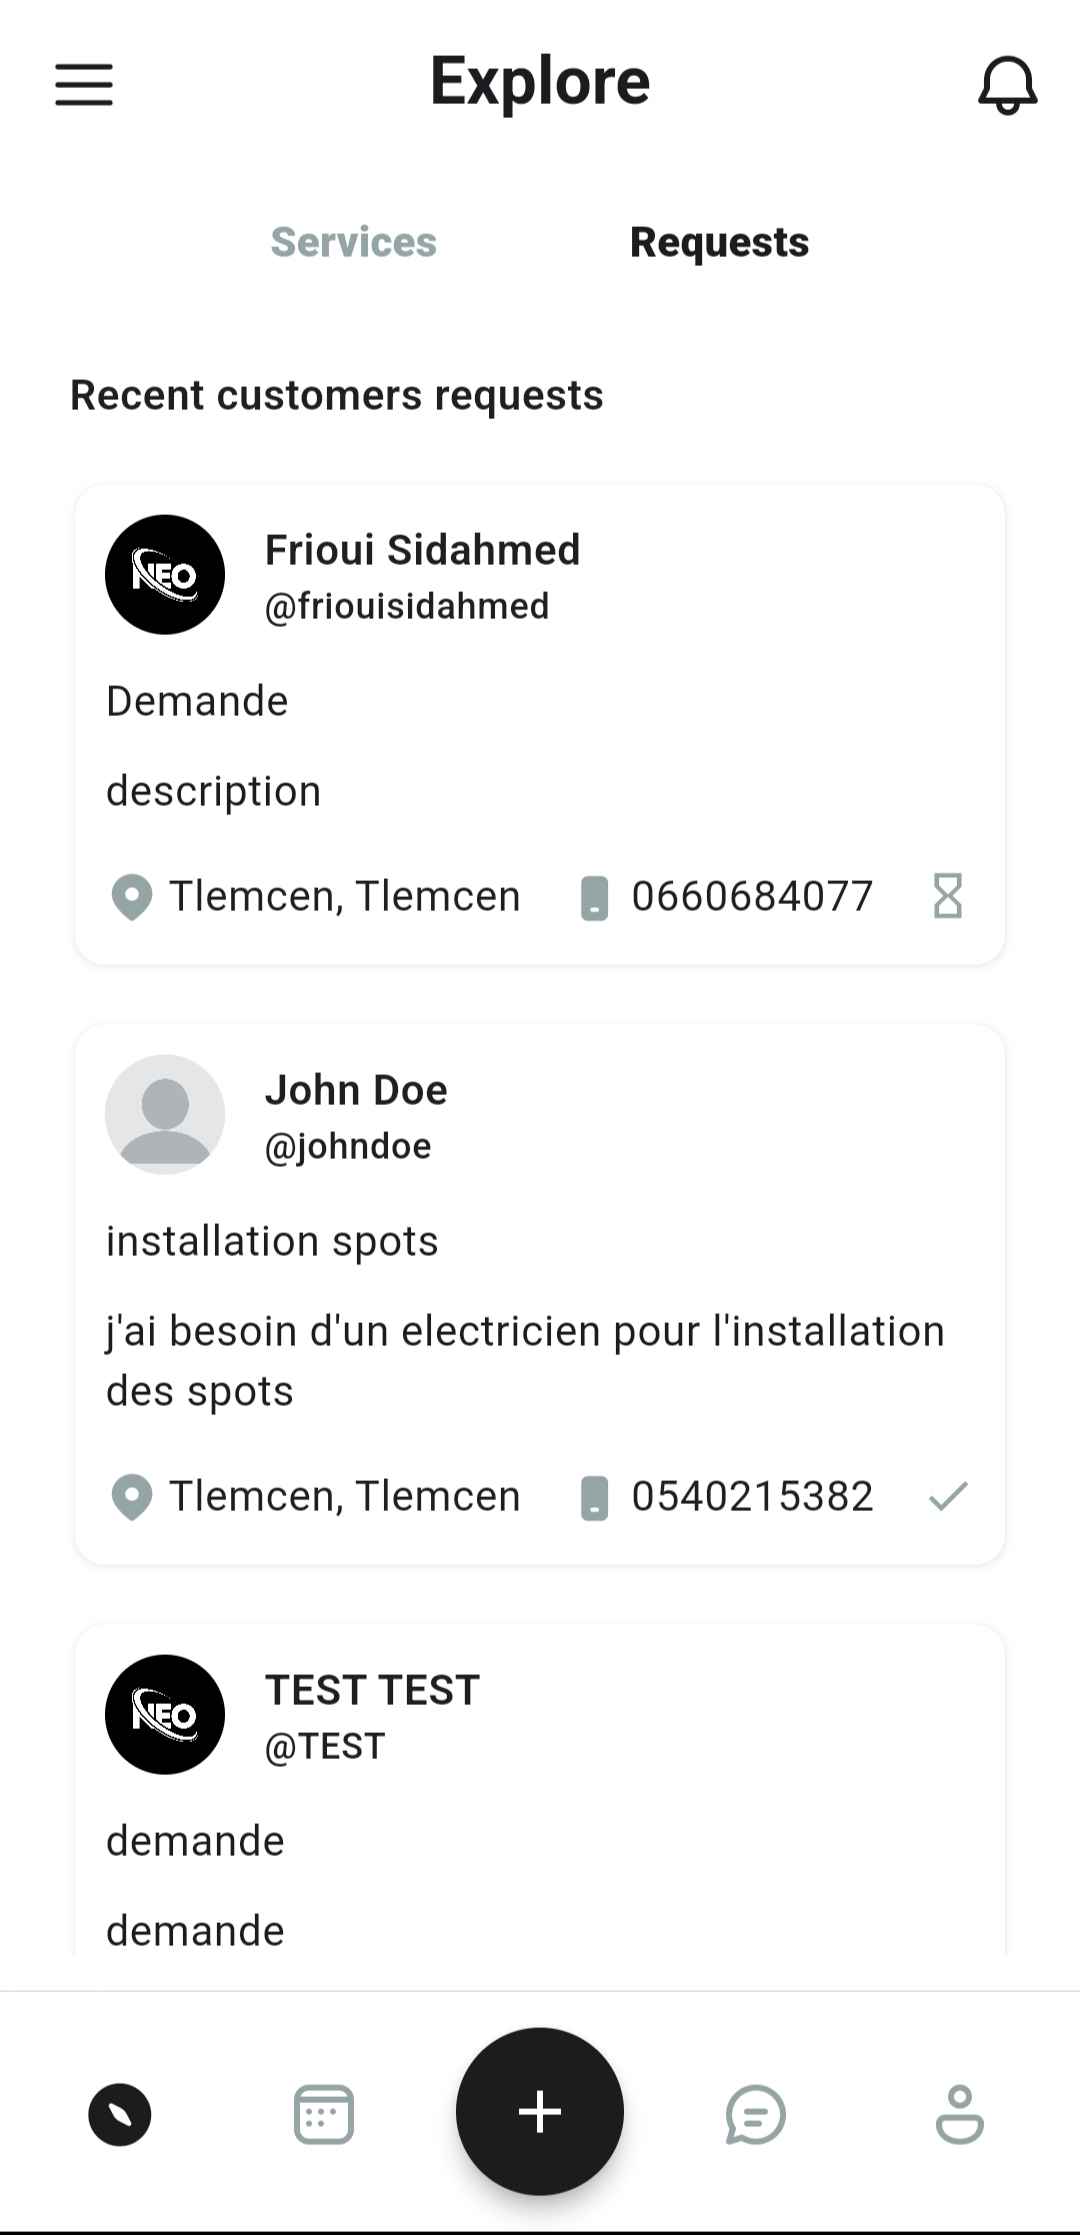 Explore
Services Requests
Recent customers requests
NEO
Frioui Sidahmed
@friouisidahmed
Demande
description
Tlemcen, Tlemcen 0660684077
John Doe
@johndoe
installation spots
j'ai besoin d'un electricien pour l'installation
des spots
Tlemcen, Tlemcen 0540215382
NEO
TEST TEST
@TEST
demande
demande